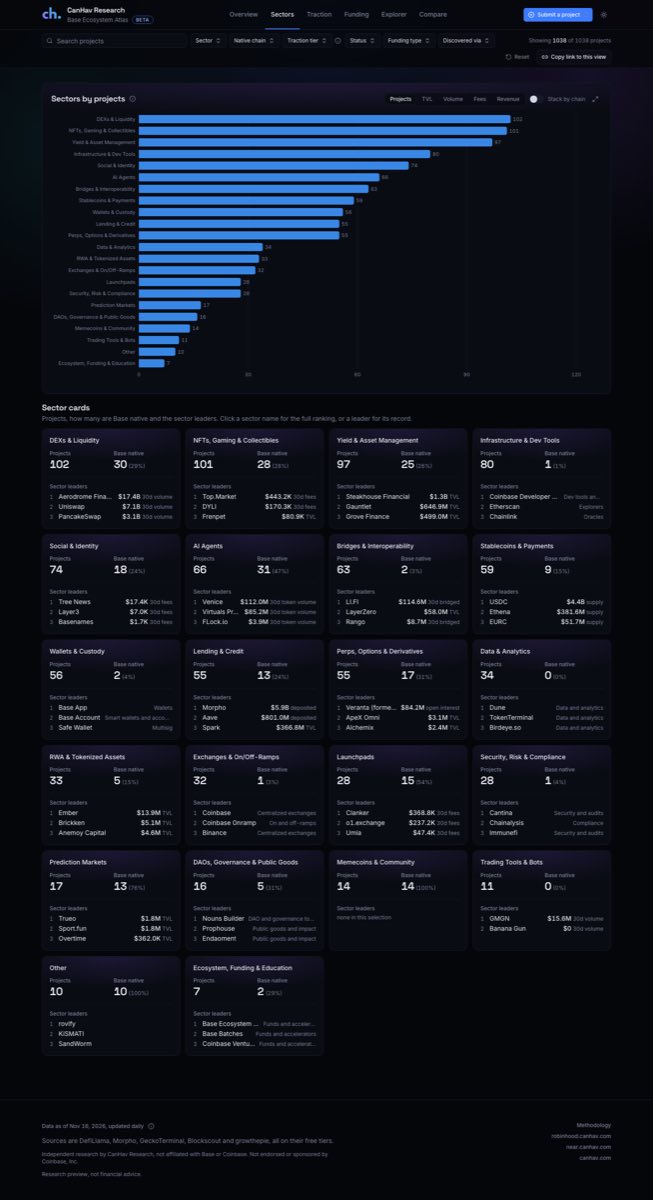 ch. CanHav Research
Base Ecosystem Atlas BETA
Overview Sectors Traction Funding Explorer Compare
Submit a project
Search projects
Sector Native chain Traction tier Status Funding type Discovered via
Showing 1038 of 1038 projects
Reset Copy link to this view
Sectors by projects
Projects TVL Volume Fees Revenue Stack by chain
DEXs & Liquidity 102
NFTs, Gaming & Collectibles 101
Yield & Asset Management 97
Infrastructure & Dev Tools 80
Social & Identity 74
AI Agents 66
Bridges & Interoperability 63
Stablecoins & Payments 59
Wallets & Custody 56
Lending & Credit 55
Perps, Options & Derivatives 55
Data & Analytics 34
RWA & Tokenized Assets 33
Exchanges & On/Off-Ramps 32
Launchpads 28
Security, Risk & Compliance 28
Prediction Markets 17
DAOs, Governance & Public Goods 16
Memecoins & Community 14
Trading Tools & Bots 11
Other 10
Ecosystem, Funding & Education 7
0 30 60 90 120
Sector cards
Projects, how many are Base native and the sector leaders. Click a sector name for the full ranking, or a leader for its record.
DEXs & Liquidity
Projects Base native
102 30 (29%)
Sector leaders
1 Aerodrome Fina... $17.4B 30d volume
2 Uniswap $7.1B 30d volume
3 PancakeSwap $3.1B 30d volume
NFTs, Gaming & Collectibles
Projects Base native
101 28 (28%)
Sector leaders
1 Top.Market $443.2K 30d fees
2 DYLI $170.3K 30d fees
3 Frenpet $80.9K TVL
Yield & Asset Management
Projects Base native
97 25 (26%)
Sector leaders
1 Steakhouse Financial $1.3B TVL
2 Gauntlet $646.9M TVL
3 Grove Finance $499.0M TVL
Infrastructure & Dev Tools
Projects Base native
80 1 (1%)
Sector leaders
1 Coinbase Developer ... Dev tools an...
2 Etherscan Explorers
3 Chainlink Oracles
Social & Identity
Projects Base native
74 18 (24%)
Sector leaders
1 Tree News $17.4K 30d fees
2 Layer3 $7.0K 30d fees
3 Basenames $1.7K 30d fees
AI Agents
Projects Base native
66 31 (47%)
Sector leaders
1 Venice $112.0M 30d token volume
2 Virtuals Pr... $85.2M 30d token volume
3 FLock.io $3.9M 30d token volume
Bridges & Interoperability
Projects Base native
63 2 (3%)
Sector leaders
1 LI.FI $114.6M 30d bridged
2 LayerZero $58.0M 30d bridged
3 Rango $8.7M 30d bridged
Stablecoins & Payments
Projects Base native
59 9 (15%)
Sector leaders
1 USDC $4.4B supply
2 Ethena $381.6M supply
3 EURC $51.7M supply
Wallets & Custody
Projects Base native
56 2 (4%)
Sector leaders
1 Base App Wallets
2 Base Account Smart wallets and acco...
3 Safe Wallet Multisig
Lending & Credit
Projects Base native
55 13 (24%)
Sector leaders
1 Morpho $5.9B deposited
2 Aave $801.0M deposited
3 Spark $366.8M TVL
Perps, Options & Derivatives
Projects Base native
55 17 (31%)
Sector leaders
1 Veranta (forme... $84.2M open interest
2 ApeX Omni $3.1M TVL
3 Alchemix $2.4M TVL
Data & Analytics
Projects Base native
34 0 (0%)
Sector leaders
1 Dune Data and analytics
2 TokenTerminal Data and analytics
3 Birdeye.so Data and analytics
RWA & Tokenized Assets
Projects Base native
33 5 (15%)
Sector leaders
1 Ember $13.9M TVL
2 Brickken $5.1M TVL
3 Anemoy Capital $4.6M TVL
Exchanges & On/Off-Ramps
Projects Base native
32 1 (3%)
Sector leaders
1 Coinbase Centralized exchanges
2 Coinbase Onramp On and off-ramps
3 Binance Centralized exchanges
Launchpads
Projects Base native
28 15 (54%)
Sector leaders
1 Clanker $368.8K 30d fees
2 o1.exchange $237.2K 30d fees
3 Umia $47.4K 30d fees
Security, Risk & Compliance
Projects Base native
28 1 (4%)
Sector leaders
1 Cantina Security and audits
2 Chainalysis Compliance
3 Immunefi Security and audits
Prediction Markets
Projects Base native
17 13 (76%)
Sector leaders
1 Trueo $1.8M TVL
2 Sport.fun $1.8M TVL
3 Overtime $362.0K TVL
DAOs, Governance & Public Goods
Projects Base native
16 5 (31%)
Sector leaders
1 Nouns Builder DAO and governance to...
2 Prophouse Public goods and impact
3 Endaoment Public goods and impact
Memecoins & Community
Projects Base native
14 14 (100%)
Sector leaders
none in this selection
Trading Tools & Bots
Projects Base native
11 0 (0%)
Sector leaders
1 GMGN $15.6M 30d volume
2 Banana Gun $0 30d volume
Other
Projects Base native
10 10 (100%)
Sector leaders
1 rovify
2 KiSMATI
3 SandWorm
Ecosystem, Funding & Education
Projects Base native
7 2 (29%)
Sector leaders
1 Base Ecosystem ... Funds and acceler...
2 Base Batches Funds and accelerators
3 Coinbase Ventu... Funds and accelerat...
Data as of Nov 16, 2026, updated daily
Sources are DefiLlama, Morpho, GeckoTerminal, Blockscout and growthepie, all on their free tiers.
Independent research by CanHav Research, not affiliated with Base or Coinbase. Not endorsed or sponsored by
Coinbase, Inc.
Research preview, not financial advice.
Methodology
robinhood.canhav.com
near.canhav.com
canhav.com